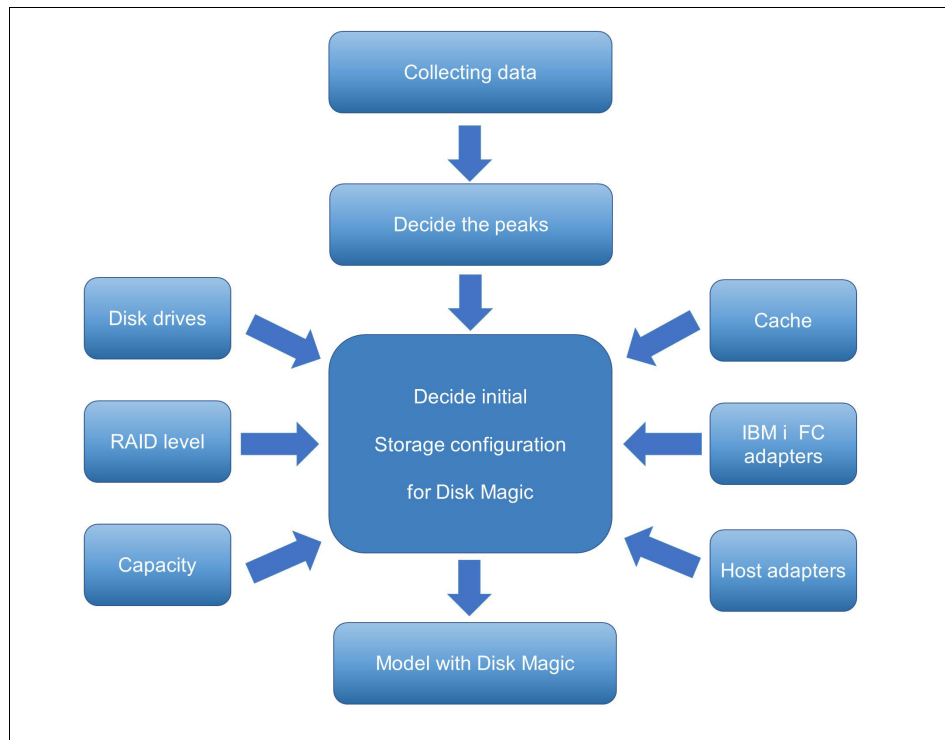 Collecting data
Decide the peaks
Disk drives
Cache
Decide initial
Storage configuration
for Disk Magic
RAID level
IBM i  FC
adapters
Capacity
Host adapters
Model with Disk Magic